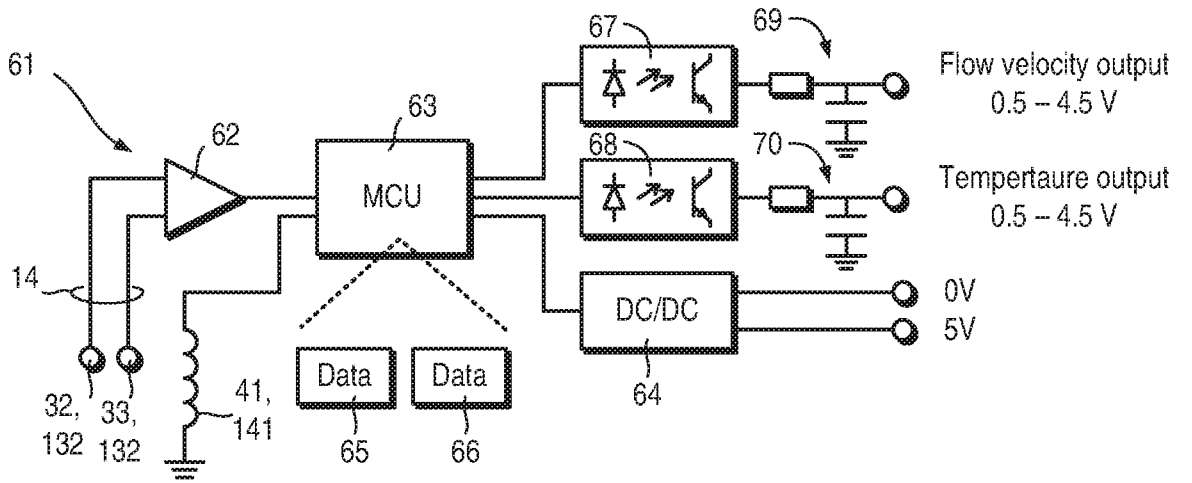 67
69
Flow velocity output
0.5 – 4.5 V
61
62
63
MCU
68
70
Tempertaure output
0.5 – 4.5 V
14
DC/DC
0V
5V
64
Data
Data
32,
132
33,
132
41,
141
65
66